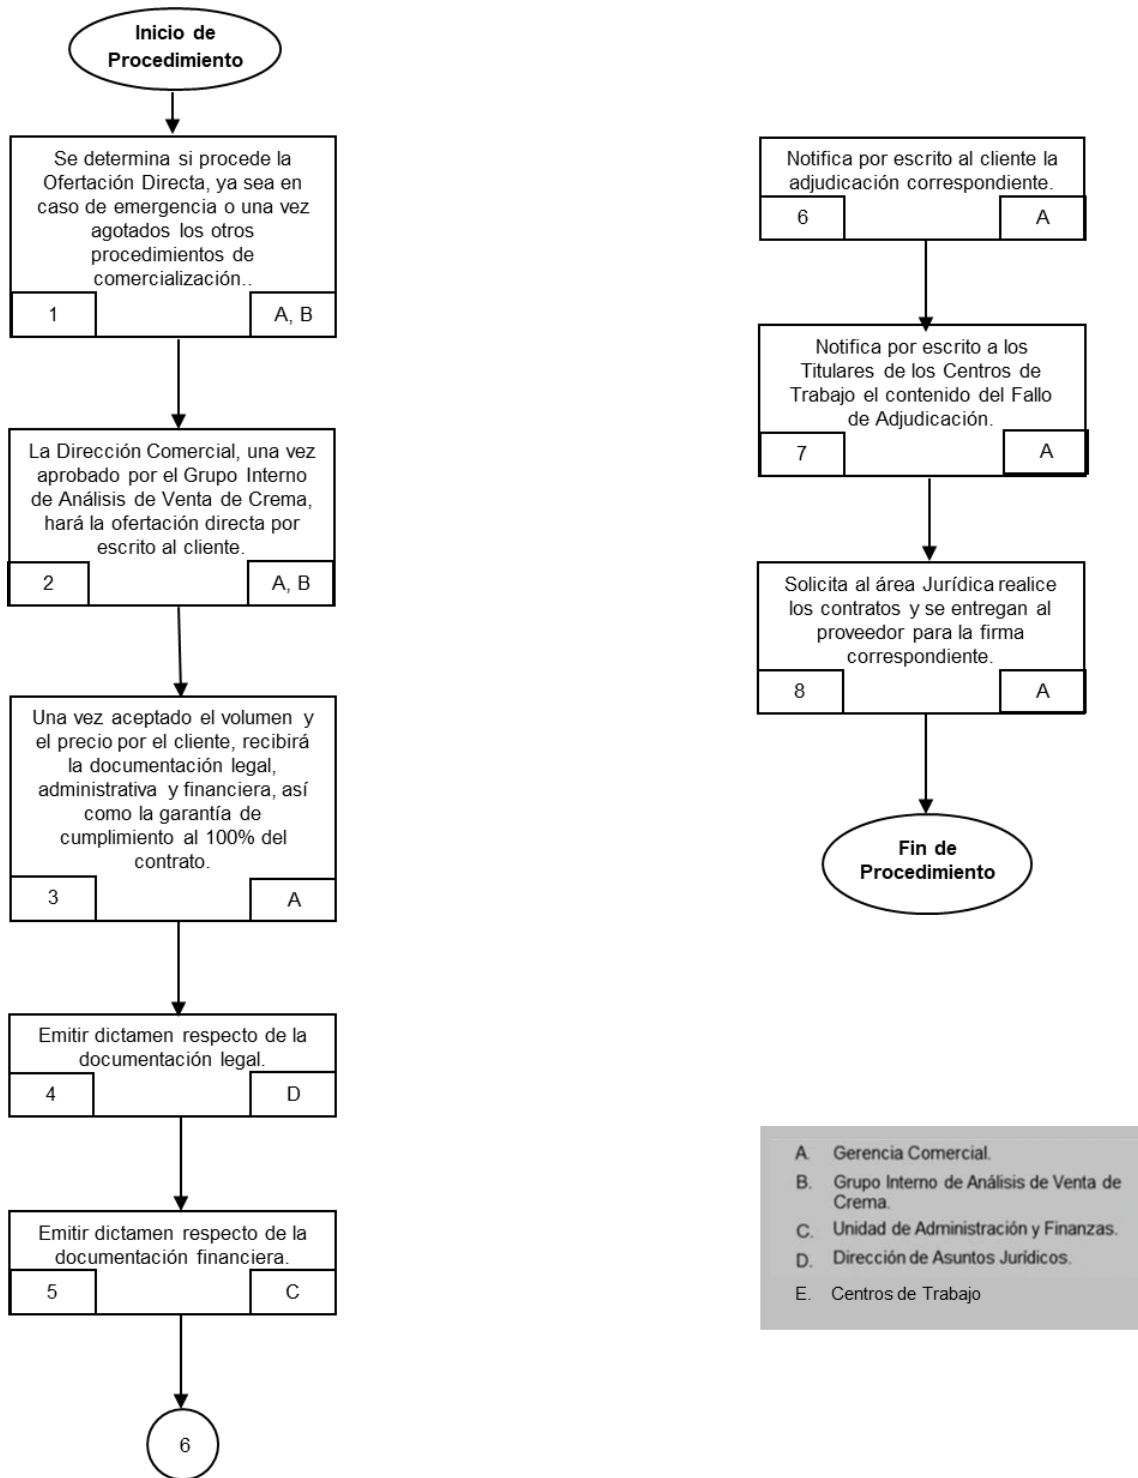 Inicio de
Procedimiento
Se determina si procede la
Ofertación Directa, ya sea en
caso de emergencia o una vez
agotados los otros
procedimientos de
comercialización..
1
A, B
La Dirección Comercial, una vez
aprobado por el Grupo Interno
de Análisis de Venta de Crema,
hará la ofertación directa por
escrito al cliente.
2
A, B
Una vez aceptado el volumen y
el precio por el cliente, recibirá
la documentación legal,
administrativa y financiera, así
como la garantía de
cumplimiento al 100% del
contrato.
3
A
Emitir dictamen respecto de la
documentación legal.
4
D
Emitir dictamen respecto de la
documentación financiera.
5
C
6
Notifica por escrito al cliente la
adjudicación correspondiente.
6
A
Notifica por escrito a los
Titulares de los Centros de
Trabajo el contenido del Fallo
de Adjudicación.
7
A
Solicita al área Jurídica realice
los contratos y se entregan al
proveedor para la firma
correspondiente.
8
A
Fin de
Procedimiento
A. Gerencia Comercial.
B. Grupo Interno de Análisis de Venta de
Crema.
C. Unidad de Administración y Finanzas.
D. Dirección de Asuntos Jurídicos.
E. Centros de Trabajo